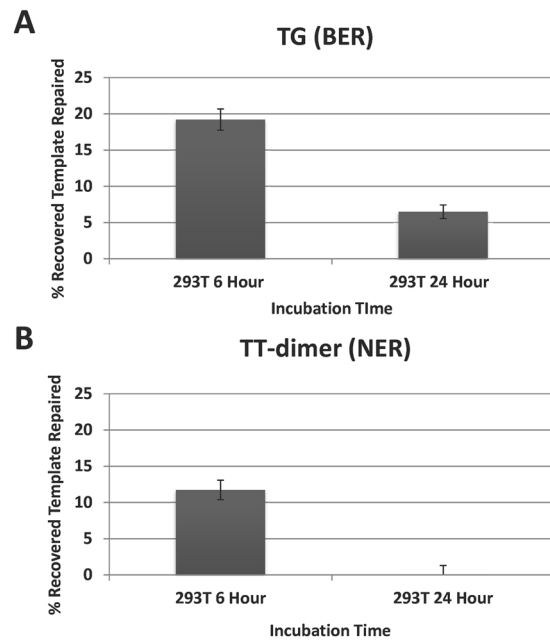 A
TG (BER)
% Recovered Template Repaired
25
20
15
10
5
0
293T 6 Hour
293T 24 Hour
Incubation TIme
B
TT-dimer (NER)
% Recovered Template Repaired
25
20
15
10
5
0
293T 6 Hour
293T 24 Hour
Incubation Time